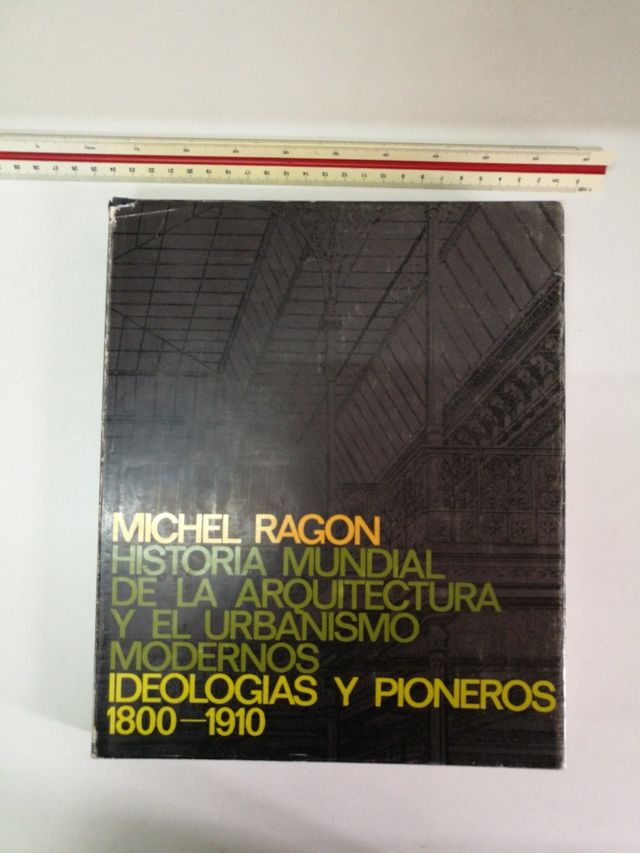 MICHEL RAGON
HISTORIA MUNDIAL
DE LA ARQUITECTURA
Y EL URBANISMO
MODERNOS
IDEOLOGIAS Y PIONEROS
1800—1910